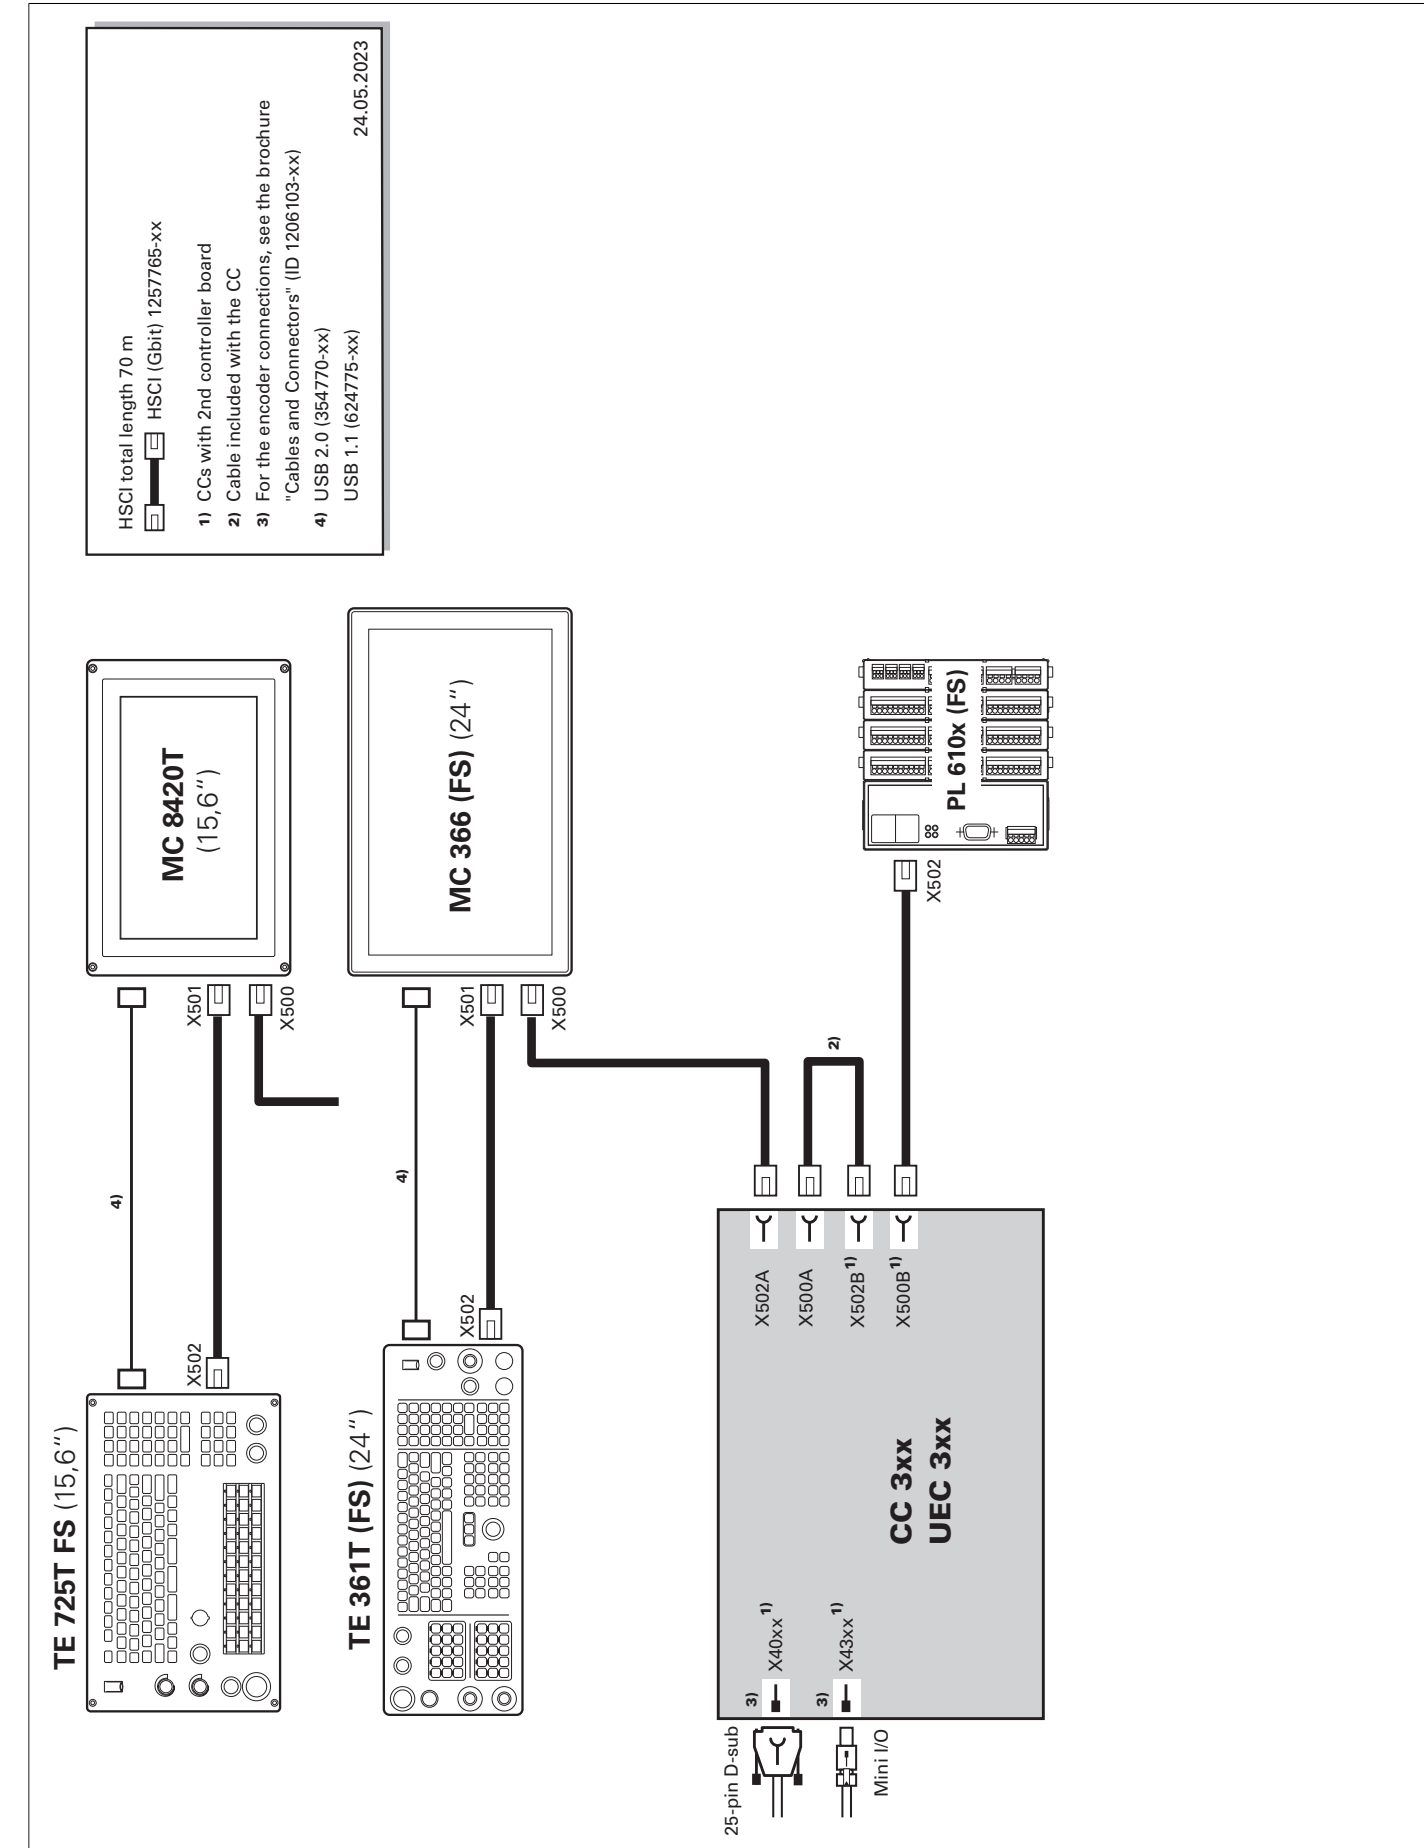 TE 725T FS (15,6“)
X502
4)
X501
X500
MC 8420T
(15,6“)
HSCI total length 70 m
HSCI (Gbit) 1257765-xx
1) CCs with 2nd controller board
2) Cable included with the CC
3) For the encoder connections, see the brochure
"Cables and Connectors" (ID 1206103-xx)
4) USB 2.0 (354770-xx)
USB 1.1 (624775-xx)
24.05.2023
TE 361T (FS) (24“)
X502
4)
X501
X500
MC 366 (FS) (24“)
25-pin D-sub
3)
X40xx 1)
Mini I/O
3)
X43xx 1)
CC 3xx
UEC 3xx
X502A
X500A
X502B 1)
X500B 1)
2)
X502
PL 610x (FS)